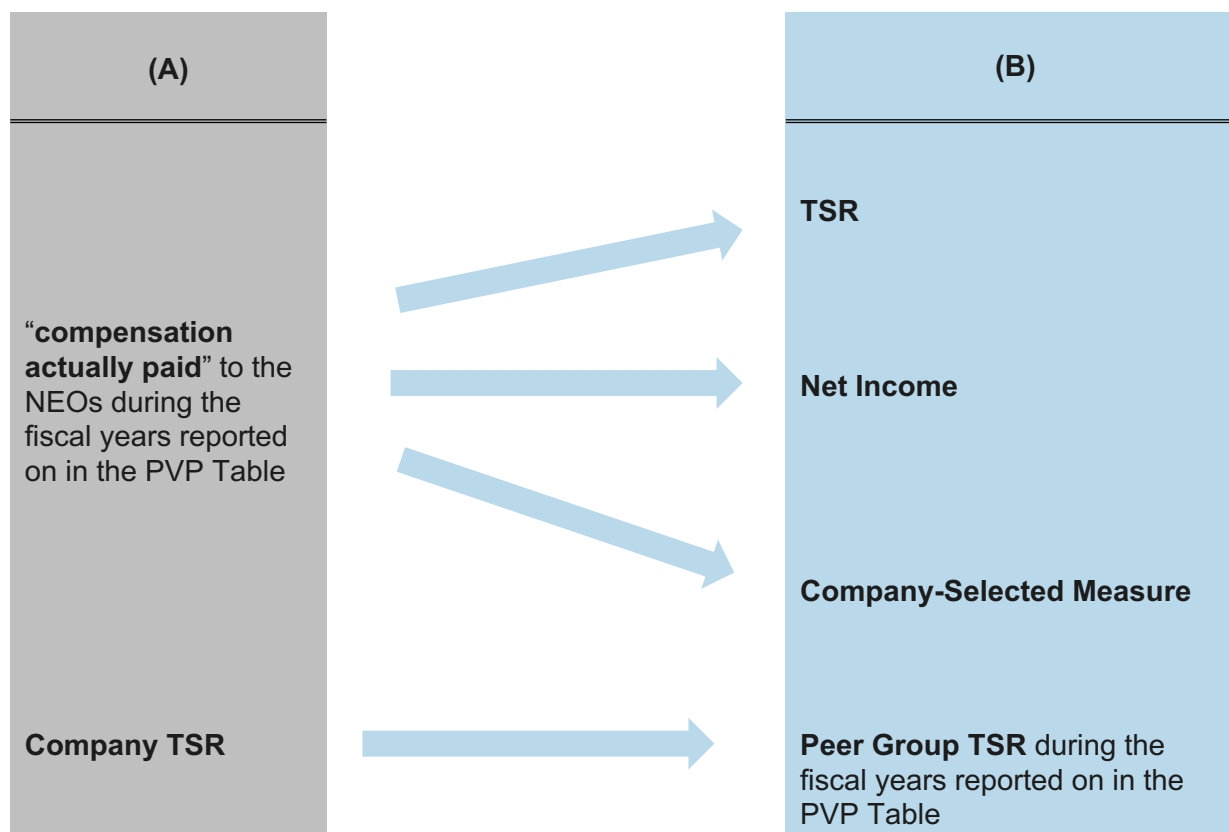 (A)
(B)
“compensation
actually paid” to the
NEOs during the
fiscal years reported
on in the PVP Table
TSR
Net Income
Company-Selected Measure
Company TSR
Peer Group TSR during the
fiscal years reported on in the
PVP Table